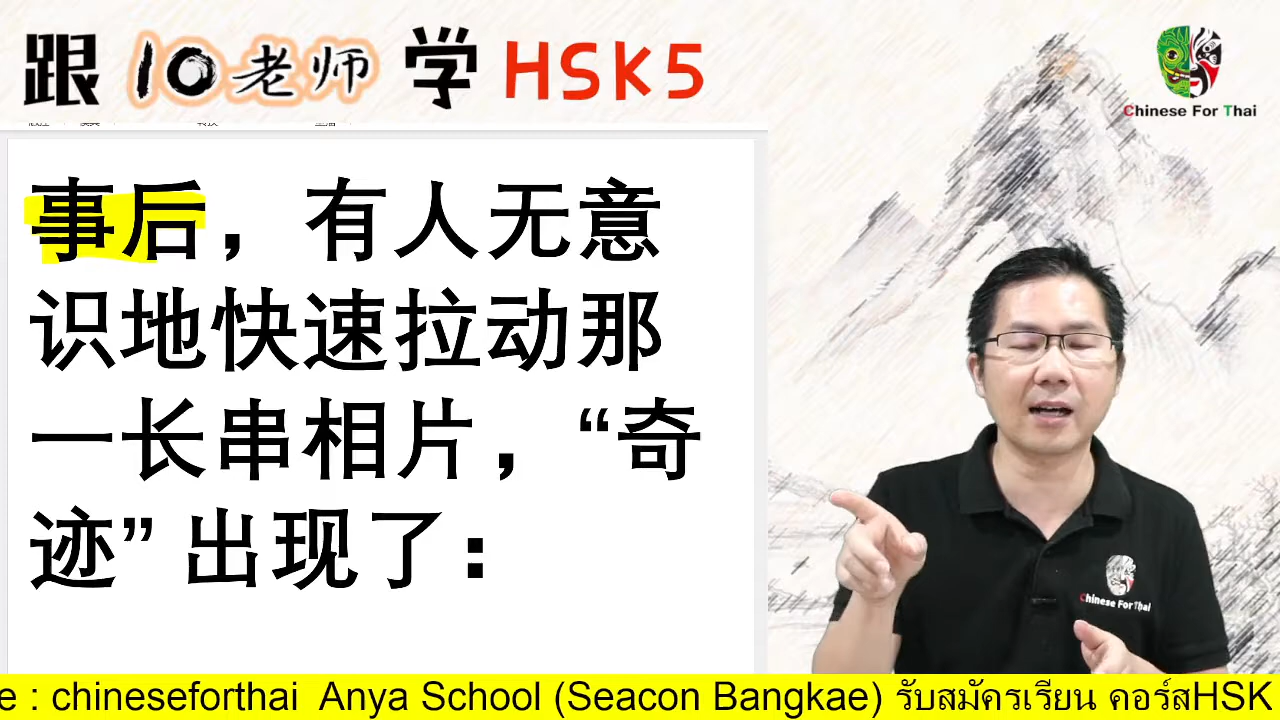 跟10老师学HSK5
Chinese For Thai
事后，有人无意
识地快速拉动那
一长串相片，“奇
迹”出现了：
Chinese For Thai
e : chineseforthai Anya School (Seacon Bangkae) รับสมัครเรียน คอร์สHSK